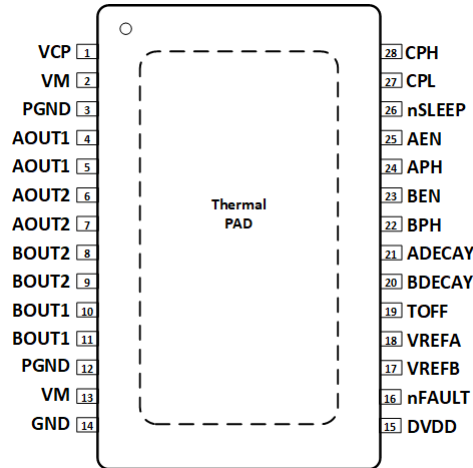 VCP 1
VM 2
PGND 3
AOUT1 4
AOUT1 5
AOUT2 6
AOUT2 7
BOUT2 8
BOUT2 9
BOUT1 10
BOUT1 11
PGND 12
VM 13
GND 14
Thermal
PAD
28 CPH
27 CPL
26 nSLEEP
25 AEN
24 APH
23 BEN
22 BPH
21 ADECAY
20 BDECAY
19 TOFF
18 VREFA
17 VREFB
16 nFAULT
15 DVDD